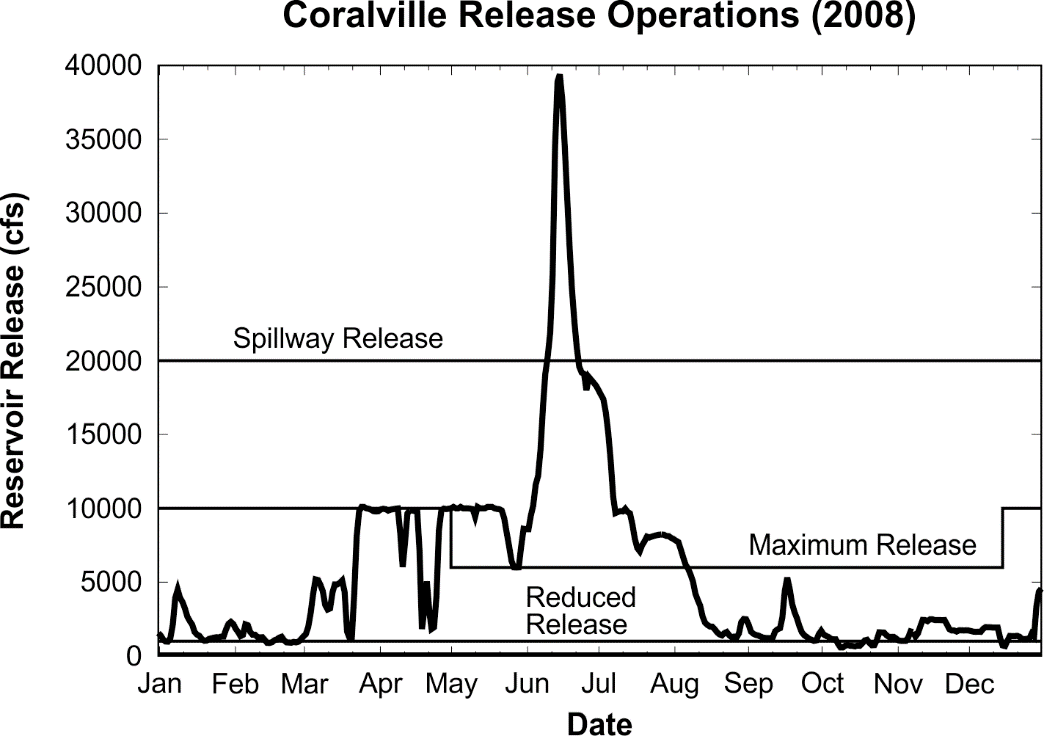 Coralville Release Operations (2008)
40000
35000
30000
25000
20000
15000
10000
5000
0
Reservoir Release (cfs)
Spillway Release
Maximum Release
Reduced
Release
Jan Feb Mar Apr May Jun Jul Aug Sep Oct Nov Dec
Date